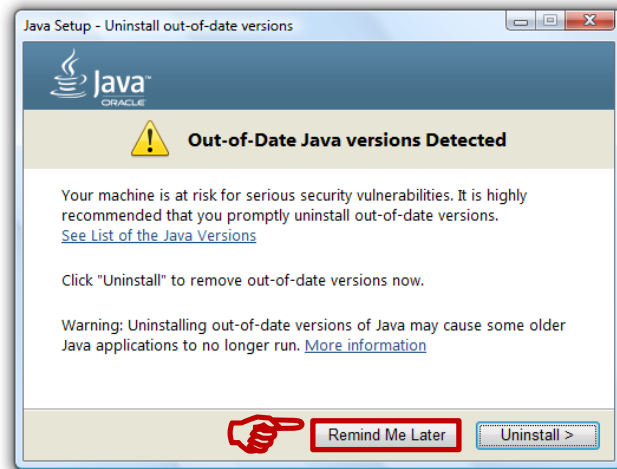 Java Setup - Uninstall out-of-date versions
Java™
ORACLE
Out-of-Date Java versions Detected
Your machine is at risk for serious security vulnerabilities. It is highly
recommended that you promptly uninstall out-of-date versions.
See List of the Java Versions
Click "Uninstall" to remove out-of-date versions now.
Warning: Uninstalling out-of-date versions of Java may cause some older
Java applications to no longer run. More information
Remind Me Later
Uninstall >